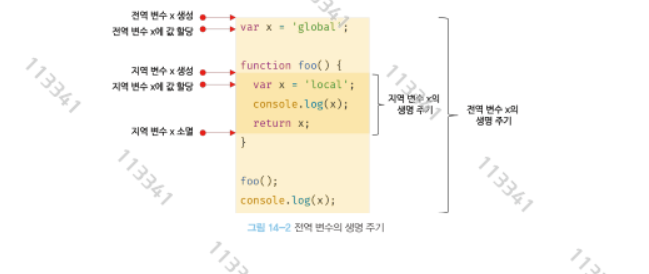 전역 변수 x 생성
전역 변수 x에 값 할당
var x = 'global';
function foo() {
지역 변수 x 생성
지역 변수 x에 값 할당
var x = 'local';
console.log(x);
return x;
지역 변수 x 소멸
}
foo();
console.log(x);
지역 변수 x의
생명 주기
전역 변수 x의
생명 주기
그림 14-2 전역 변수의 생명 주기
113341
113341
113341
113341